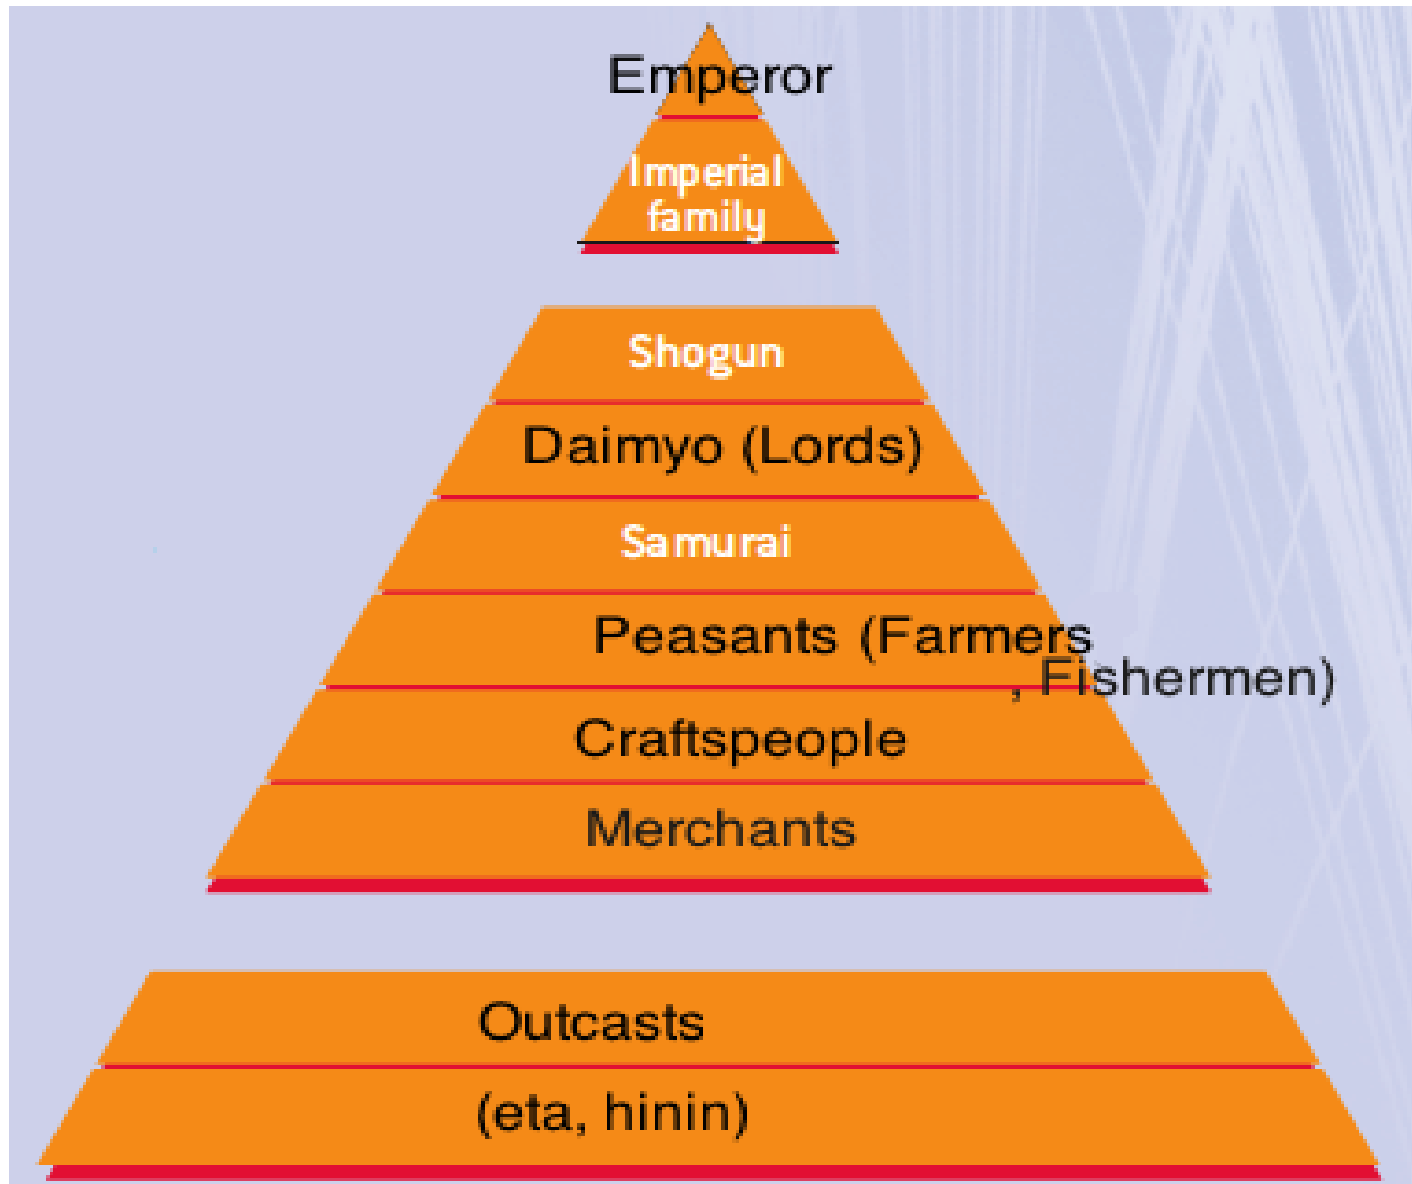 Emperor
Imperial
family
Shogun
Daimyo (Lords)
Samurai
Peasants (Farmers
, Fishermen)
Craftspeople
Merchants
Outcasts
(eta, hinin)